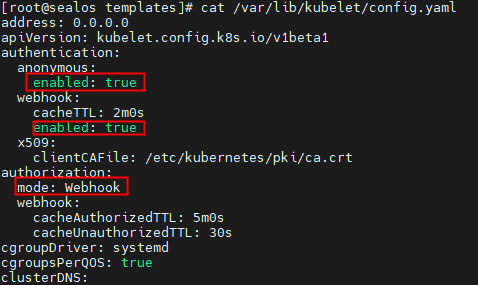 [root@sealos templates]# cat /var/lib/kubelet/config.yaml
address: 0.0.0.0
apiVersion: kubelet.config.k8s.io/v1beta1
authentication:
  anonymous:
    enabled: true
  webhook:
    cacheTTL: 2m0s
    enabled: true
  x509:
    clientCAFile: /etc/kubernetes/pki/ca.crt
authorization:
  mode: Webhook
  webhook:
    cacheAuthorizedTTL: 5m0s
    cacheUnauthorizedTTL: 30s
cgroupDriver: systemd
cgroupsPerQOS: true
clusterDNS: